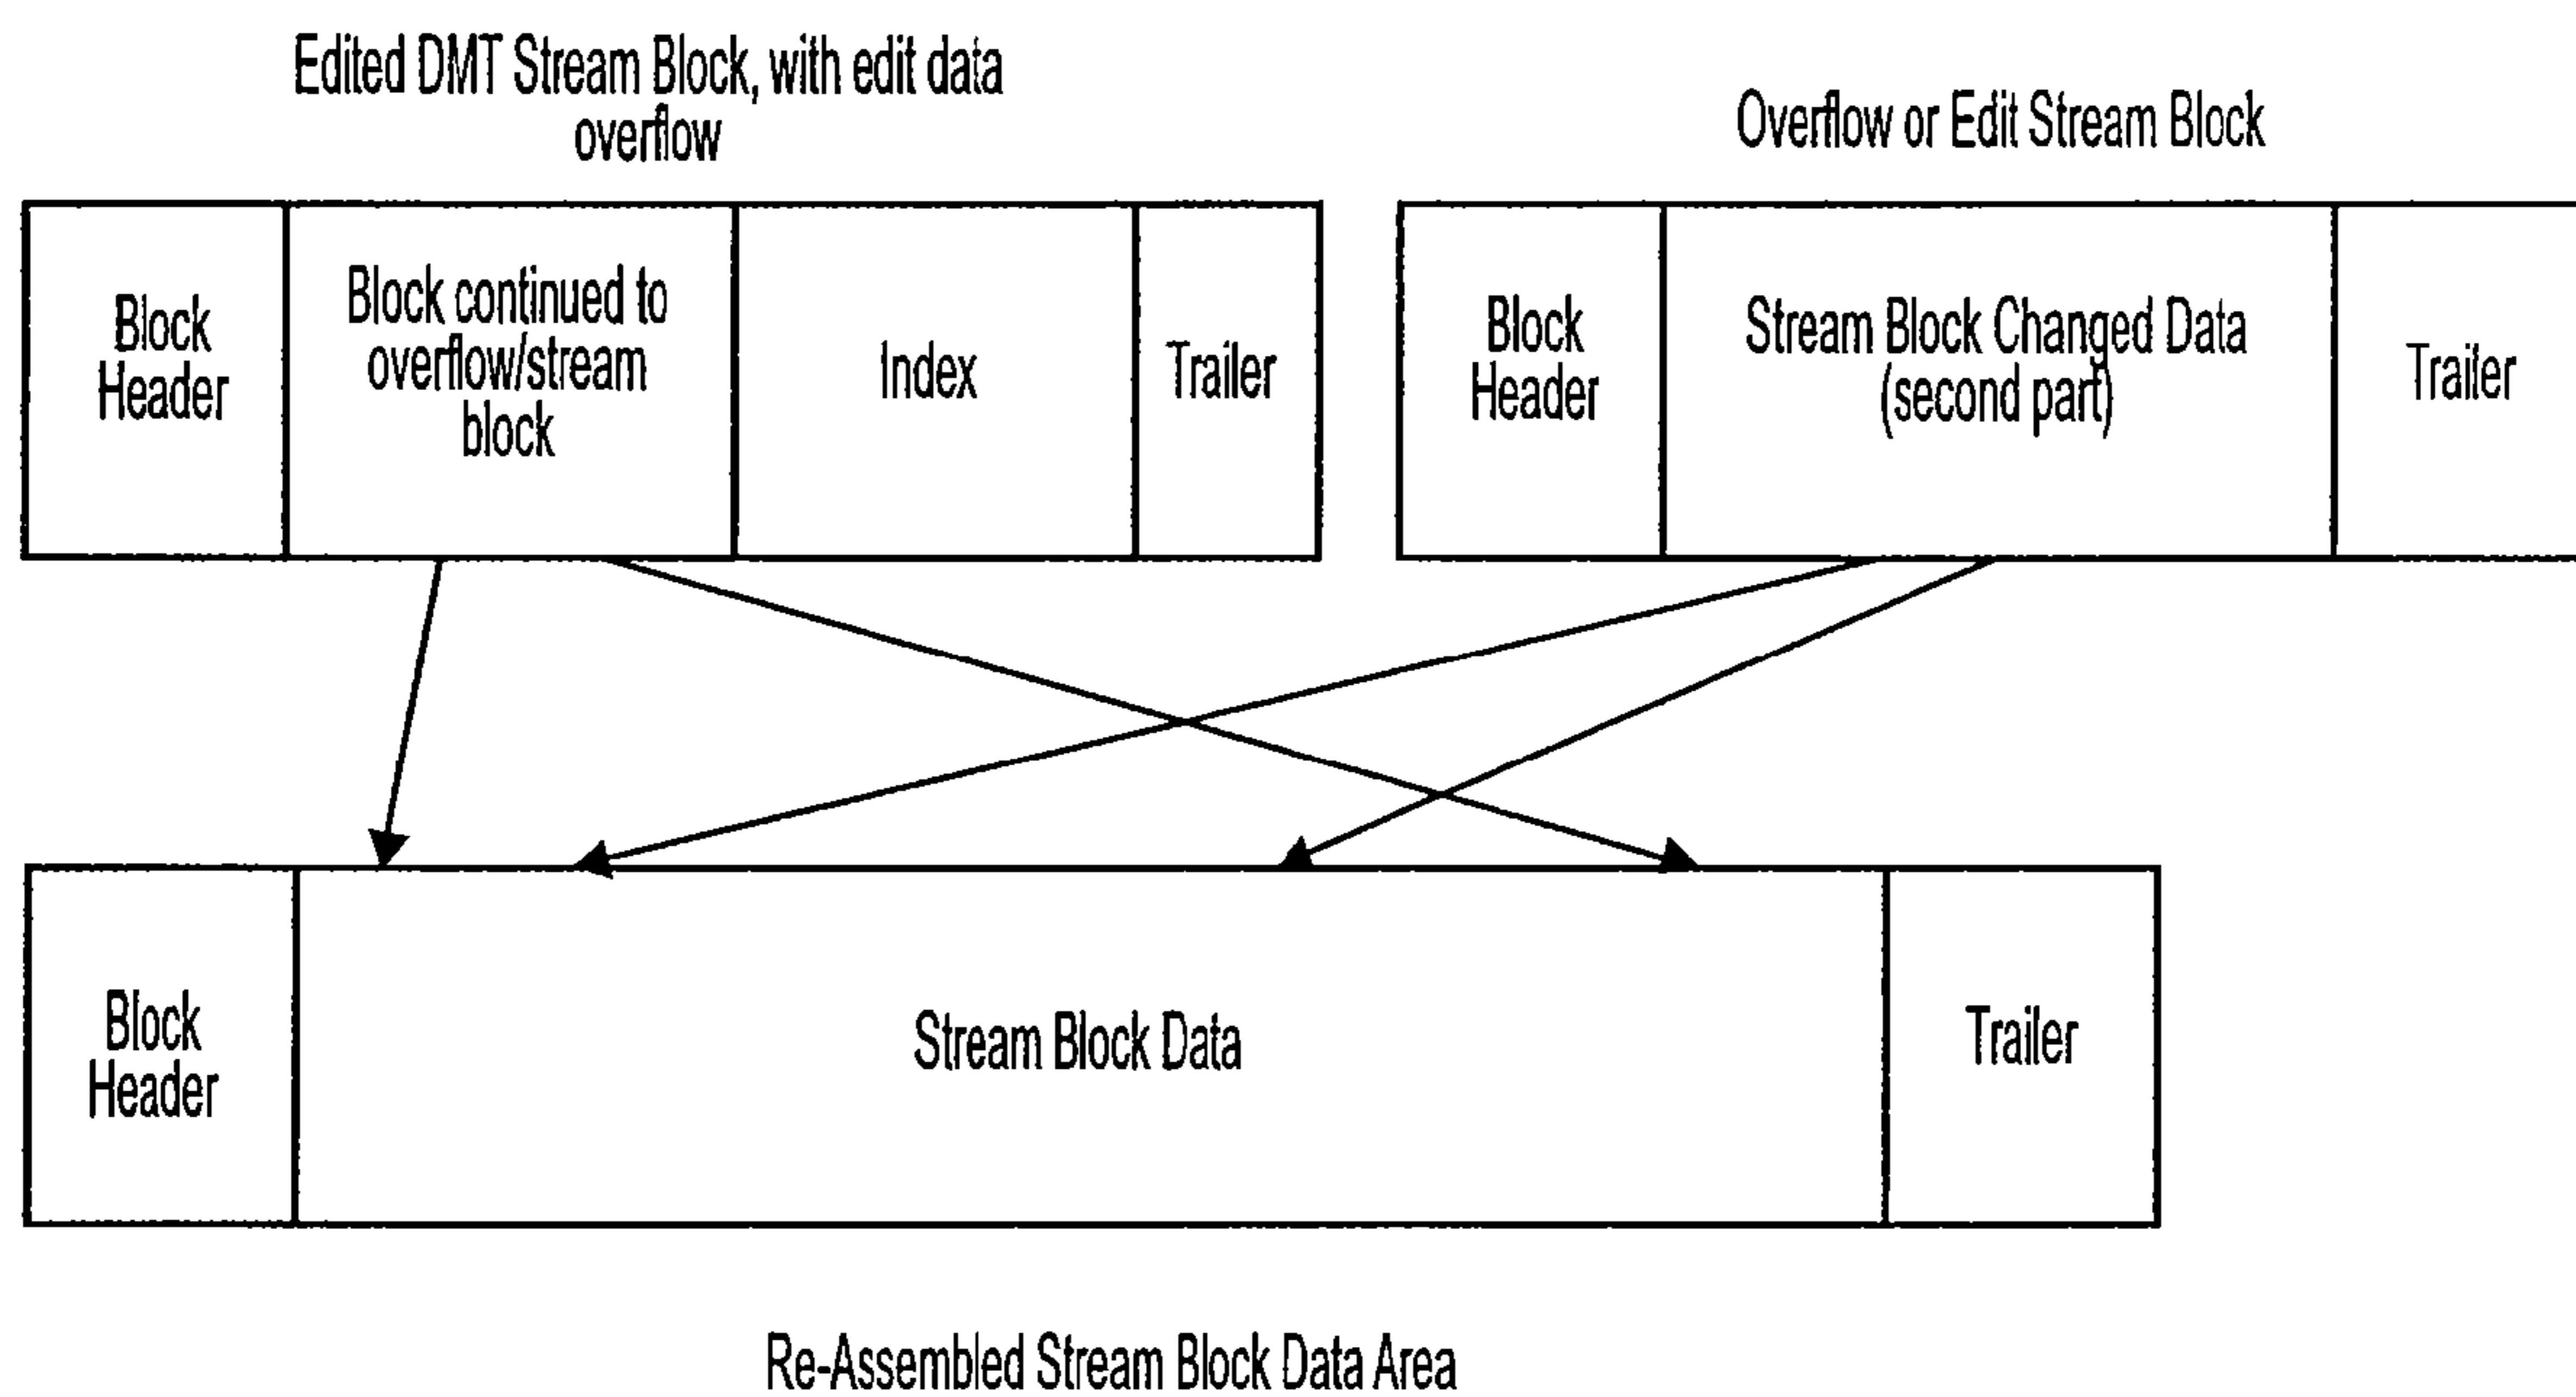 Edited DMT Stream Block, with edit data
overflow
Overflow or Edit Stream Block
Block
Header
Block continued to
overflow/stream
block
Index
Trailer
Block
Header
Stream Block Changed Data
(second part)
Trailer
Block
Header
Stream Block Data
Trailer
Re-Assembled Stream Block Data Area